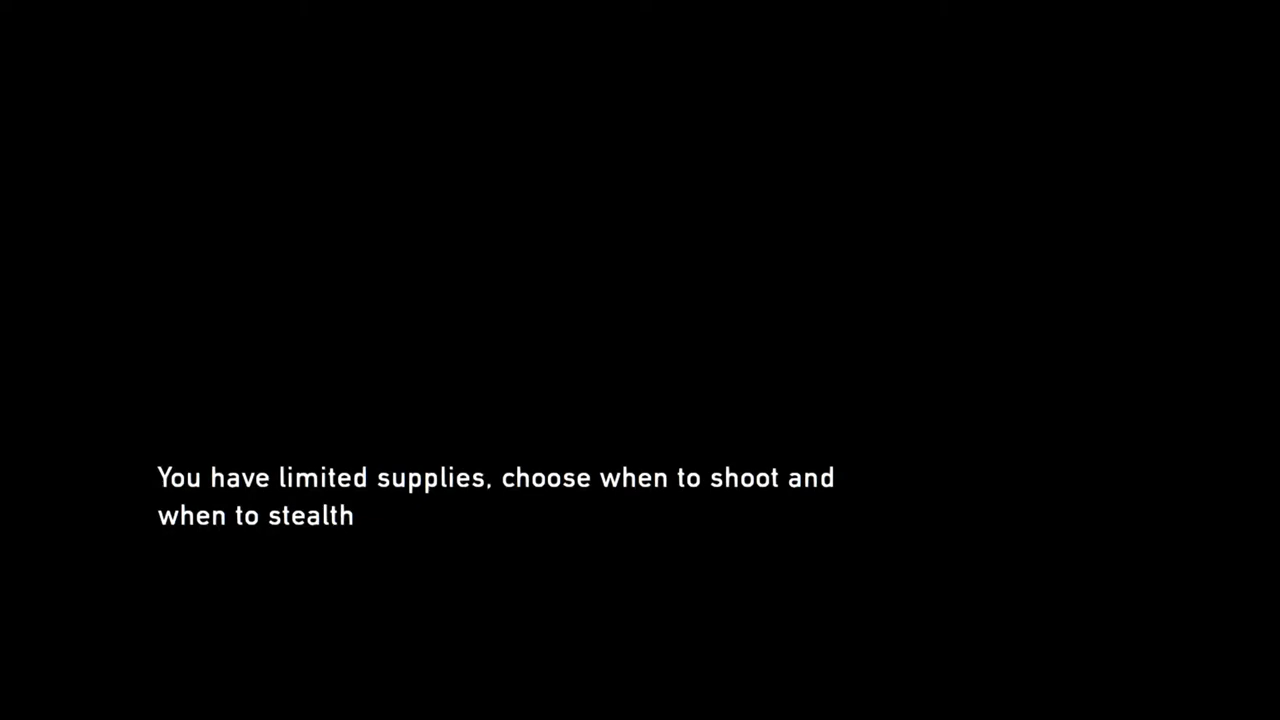 You have limited supplies, choose when to shoot and
when to stealth